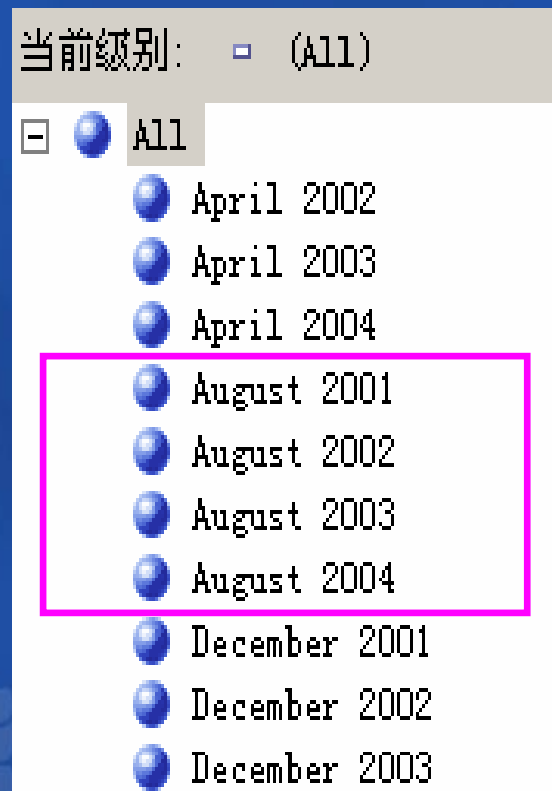 当前级别: (All)
All
April 2002
April 2003
April 2004
August 2001
August 2002
August 2003
August 2004
December 2001
December 2002
December 2003